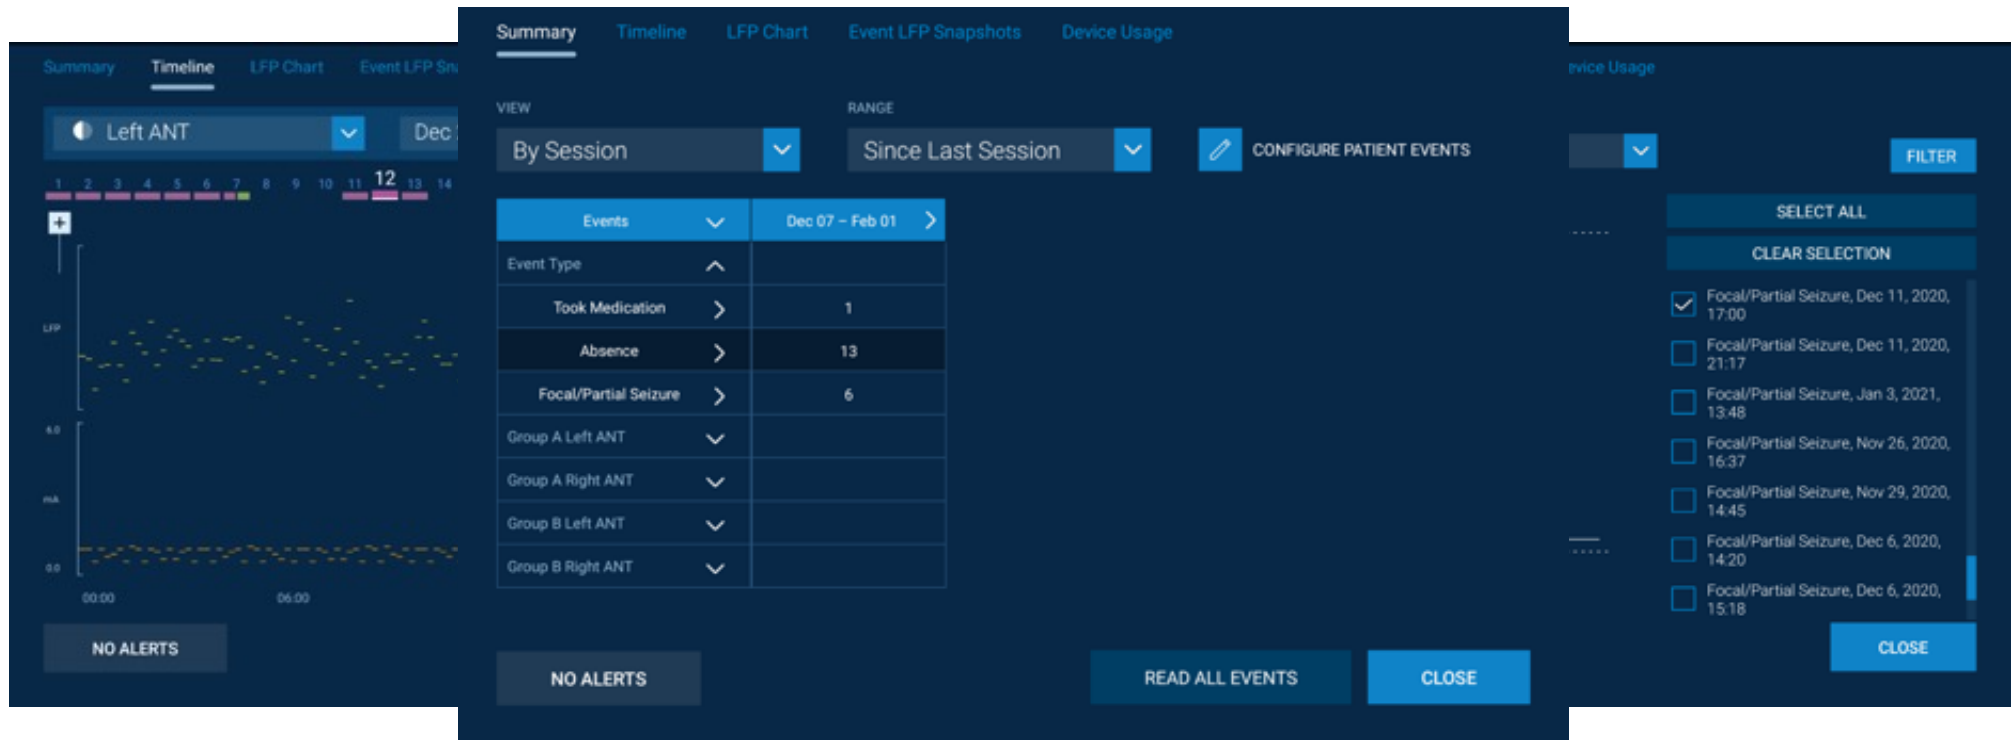 Summary Timeline LFP Chart Event LFP
Left ANT
Dec
1 2 3 4 5 6 7 8 9 10 11 12 13 14
+
LFP
6.0
mA
0.0
00:00 06:00
NO ALERTS
Summary Timeline LFP Chart Event LFP Snapshots Device Usage
VIEW RANGE
By Session Since Last Session CONFIGURE PATIENT EVENTS
Events Dec 07 – Feb 01
Event Type
Took Medication 1
Absence 13
Focal/Partial Seizure 6
Group A Left ANT
Group A Right ANT
Group B Left ANT
Group B Right ANT
NO ALERTS READ ALL EVENTS CLOSE
evice Usage
FILTER
SELECT ALL
CLEAR SELECTION
Focal/Partial Seizure, Dec 11, 2020,
17:00
Focal/Partial Seizure, Dec 11, 2020,
21:17
Focal/Partial Seizure, Jan 3, 2021,
13:48
Focal/Partial Seizure, Nov 26, 2020,
16:37
Focal/Partial Seizure, Nov 29, 2020,
14:45
Focal/Partial Seizure, Dec 6, 2020,
14:20
Focal/Partial Seizure, Dec 6, 2020,
15:18
CLOSE